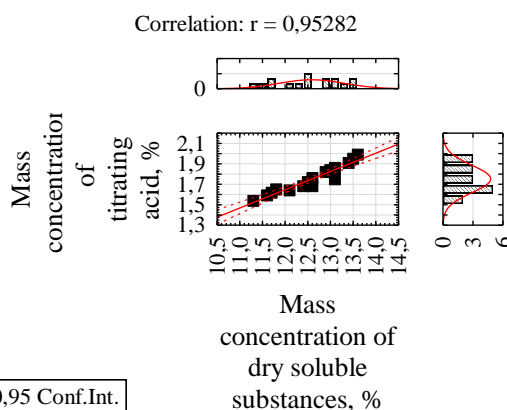 Correlation: r = 0,95282
0
Mass
concentration
of
titrating
acid, %
2,1
1,9
1,7
1,5
1,3
10,5
11,0
11,5
12,0
12,5
13,0
13,5
14,0
14,5
0
3
6
Mass
concentration of
dry soluble
substances, %
0,95 Conf.Int.